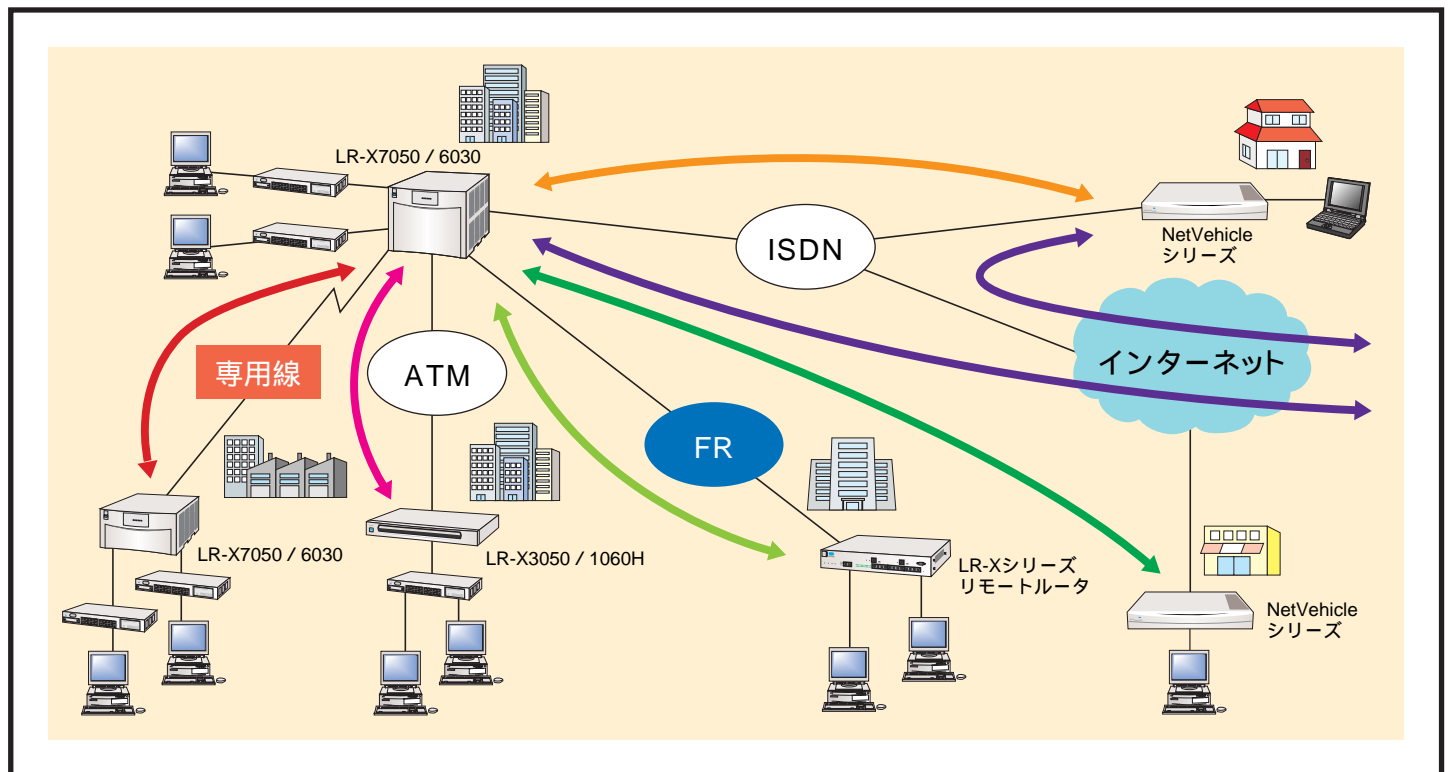 LR-X7050 / 6030
ISDN
NetVehicle
シリーズ
専用線
ATM
インターネット
FR
LR-X7050 / 6030
LR-X3050 / 1060H
LR-Xシリーズ
リモートルータ
NetVehicle
シリーズ